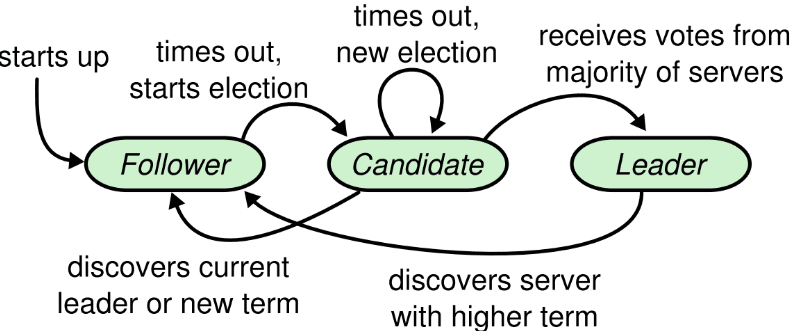 starts up
times out,
starts election
times out,
new election
receives votes from
majority of servers
Follower
Candidate
Leader
discovers current
leader or new term
discovers server
with higher term